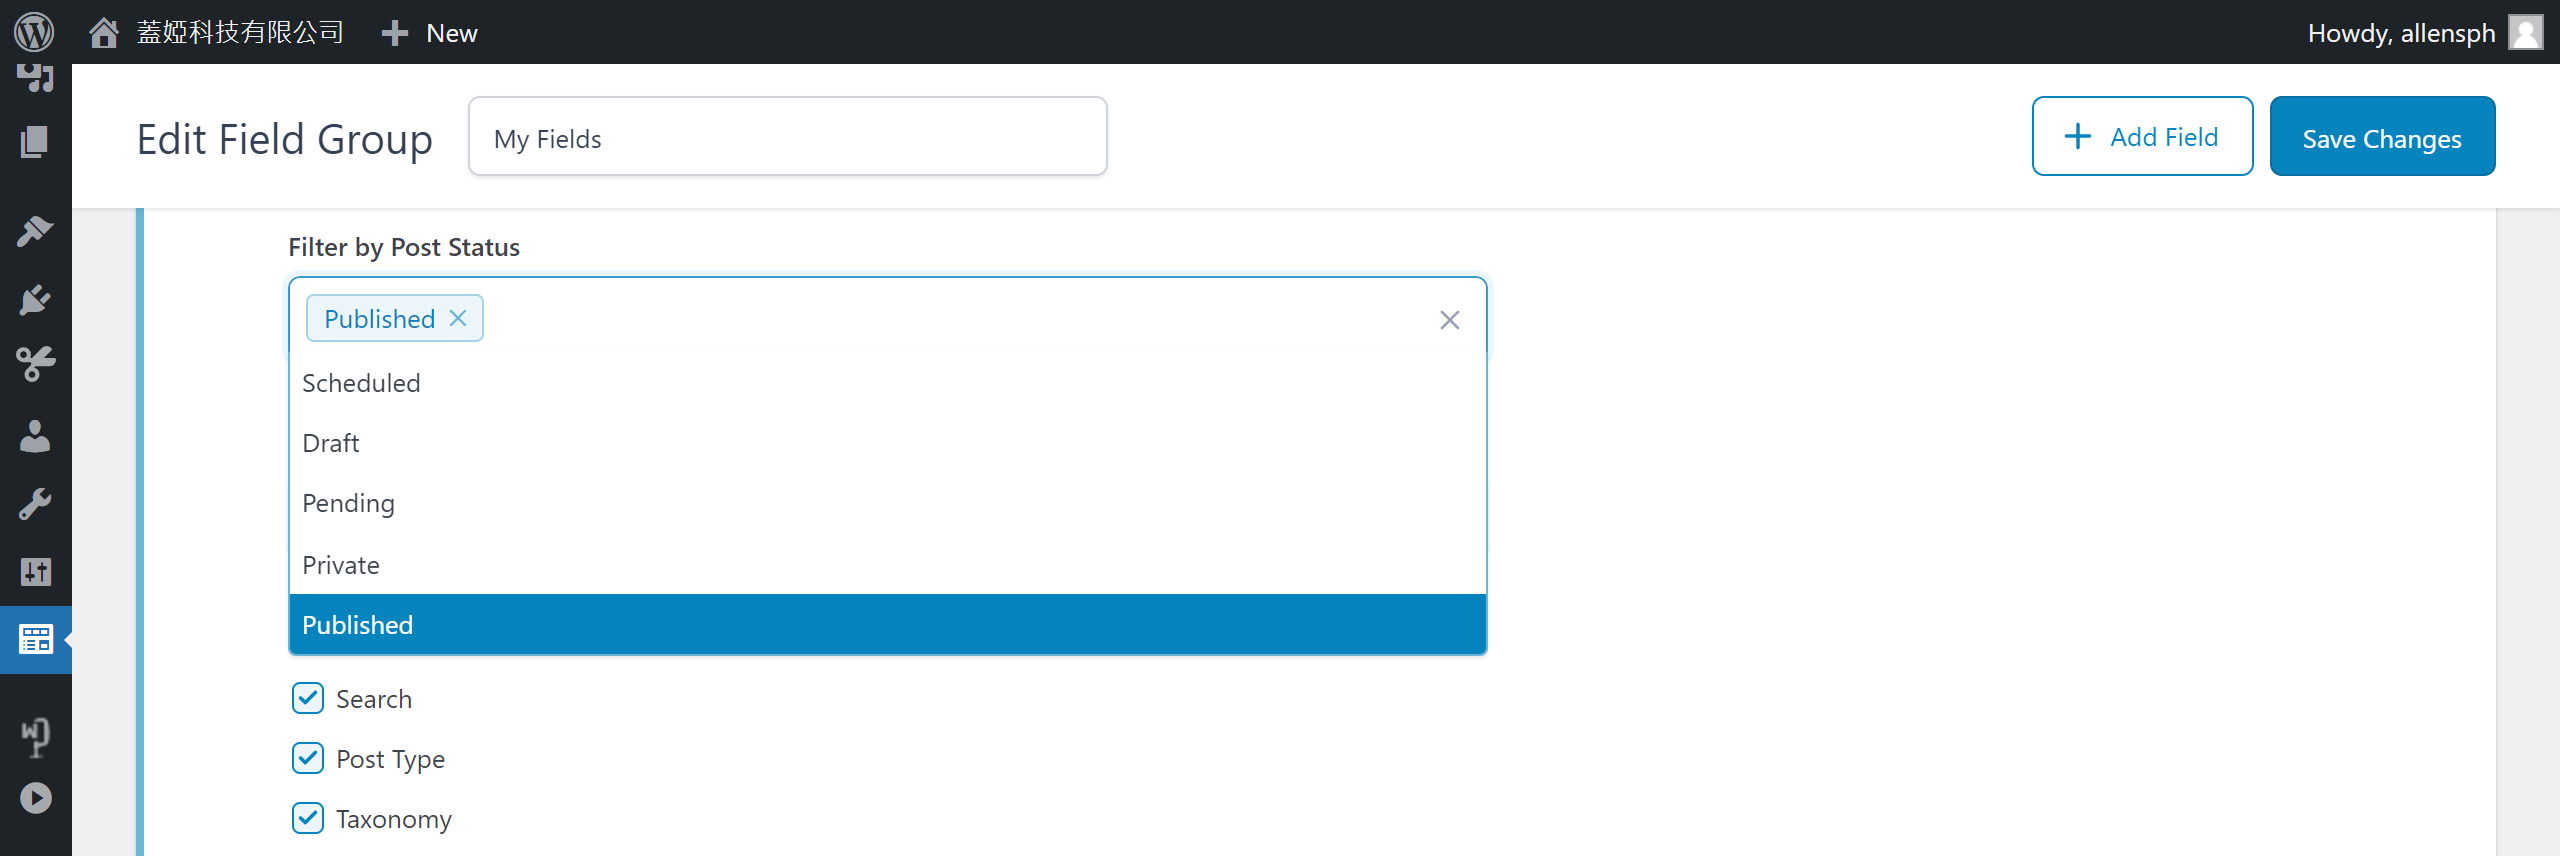 蓋婭科技有限公司
New
Howdy, allensph
Edit Field Group
My Fields
Add Field
Save Changes
Filter by Post Status
Published
Scheduled
Draft
Pending
Private
Published
Search
Post Type
Taxonomy